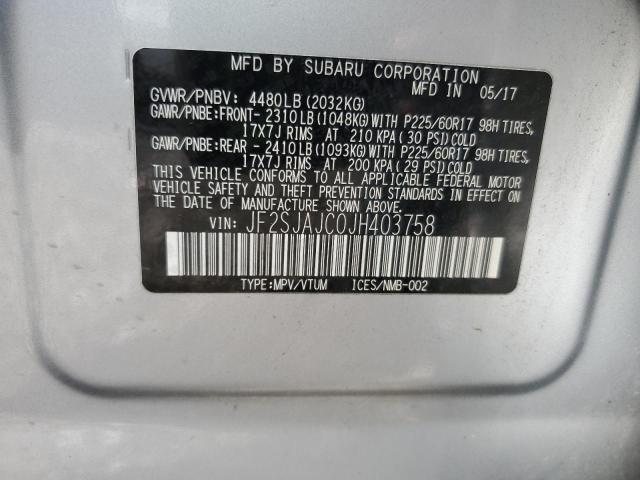 MFD BY SUBARU CORPORATION
MFD IN 05/17
GVWR/PNBV: 4480LB (2032KG)
GAWR/PNBE:FRONT- 2310LB (1048KG) WITH P225/60R17 98H TIRES,
17X7J RIMS AT 210 KPA ( 30 PSI) COLD
GAWR/PNBE:REAR - 2410LB (1093KG) WITH P225/60R17 98H TIRES,
17X7J RIMS AT 200 KPA ( 29 PSI) COLD
THIS VEHICLE CONFORMS TO ALL APPLICABLE FEDERAL MOTOR
VEHICLE SAFETY AND THEFT PREVENTION STANDARDS IN EFFECT ON
THE DATE OF MANUFACTURE SHOWN ABOVE.
VIN: JF2SJAJC0JH403758
TYPE:MPV/VTUM ICES/NMB-002